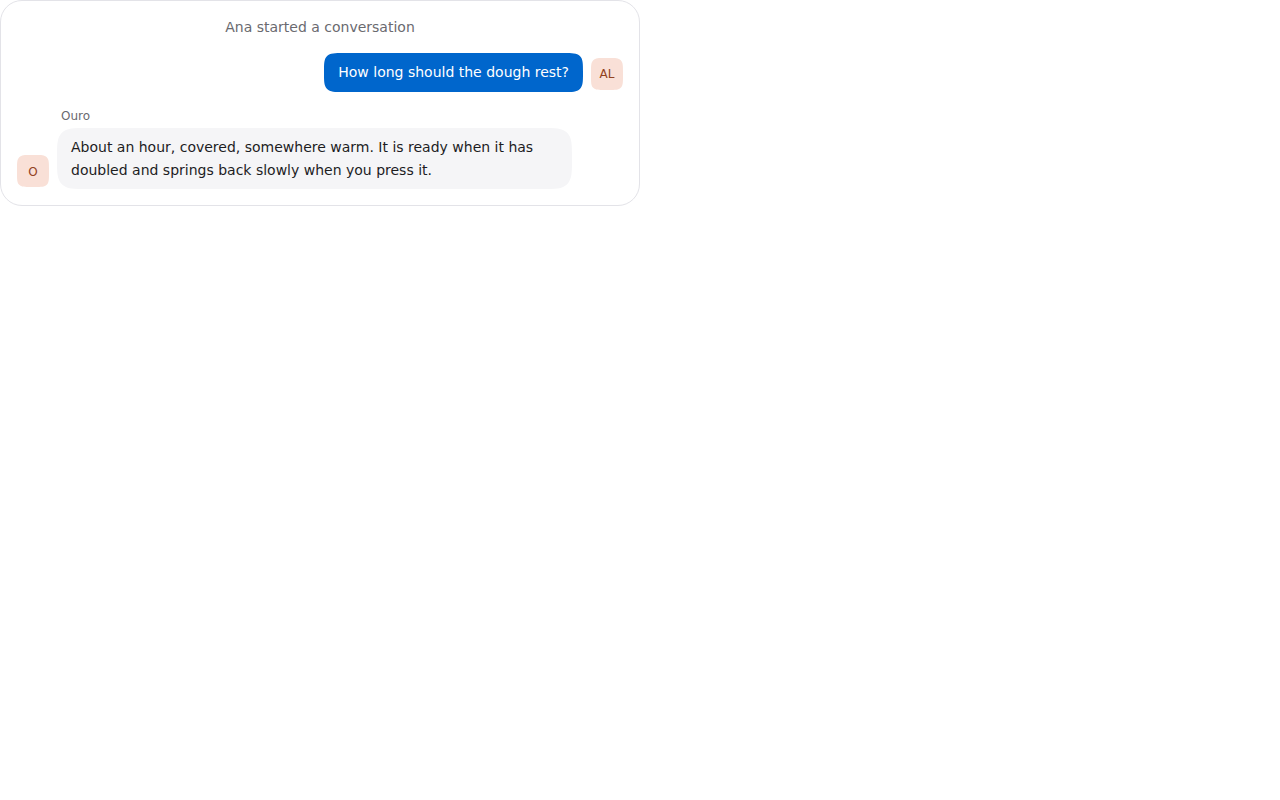 Ana started a conversation
How long should the dough rest?
AL
Ouro
About an hour, covered, somewhere warm. It is ready when it has
doubled and springs back slowly when you press it.
O